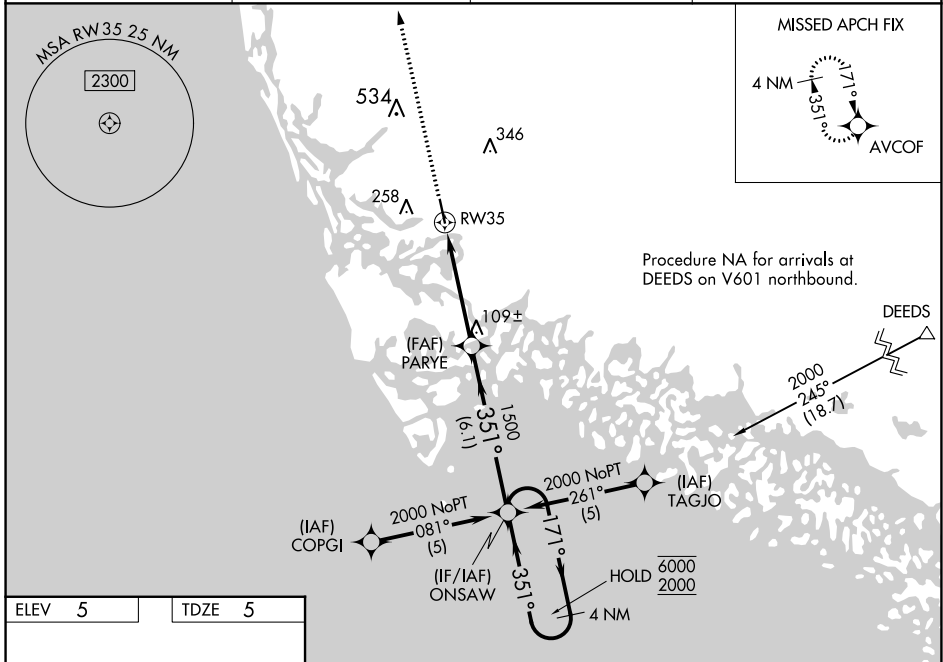 MSA RW35 25 NM
2300
MISSED APCH FIX
4 NM
171°
351°
AVCOF
534
346
258
RW35
Procedure NA for arrivals at
DEEDS on V601 northbound.
DEEDS
2000
245°
(18.7)
109±
(FAF)
PARYE
1500
351°
(6.1)
2000 NoPT
261°
(5)
(IAF)
TAGJO
2000 NoPT
081°
(5)
(IAF)
COPGI
(IF/IAF)
ONSAW
171°
351°
HOLD
6000
2000
4 NM
ELEV 5
TDZE 5